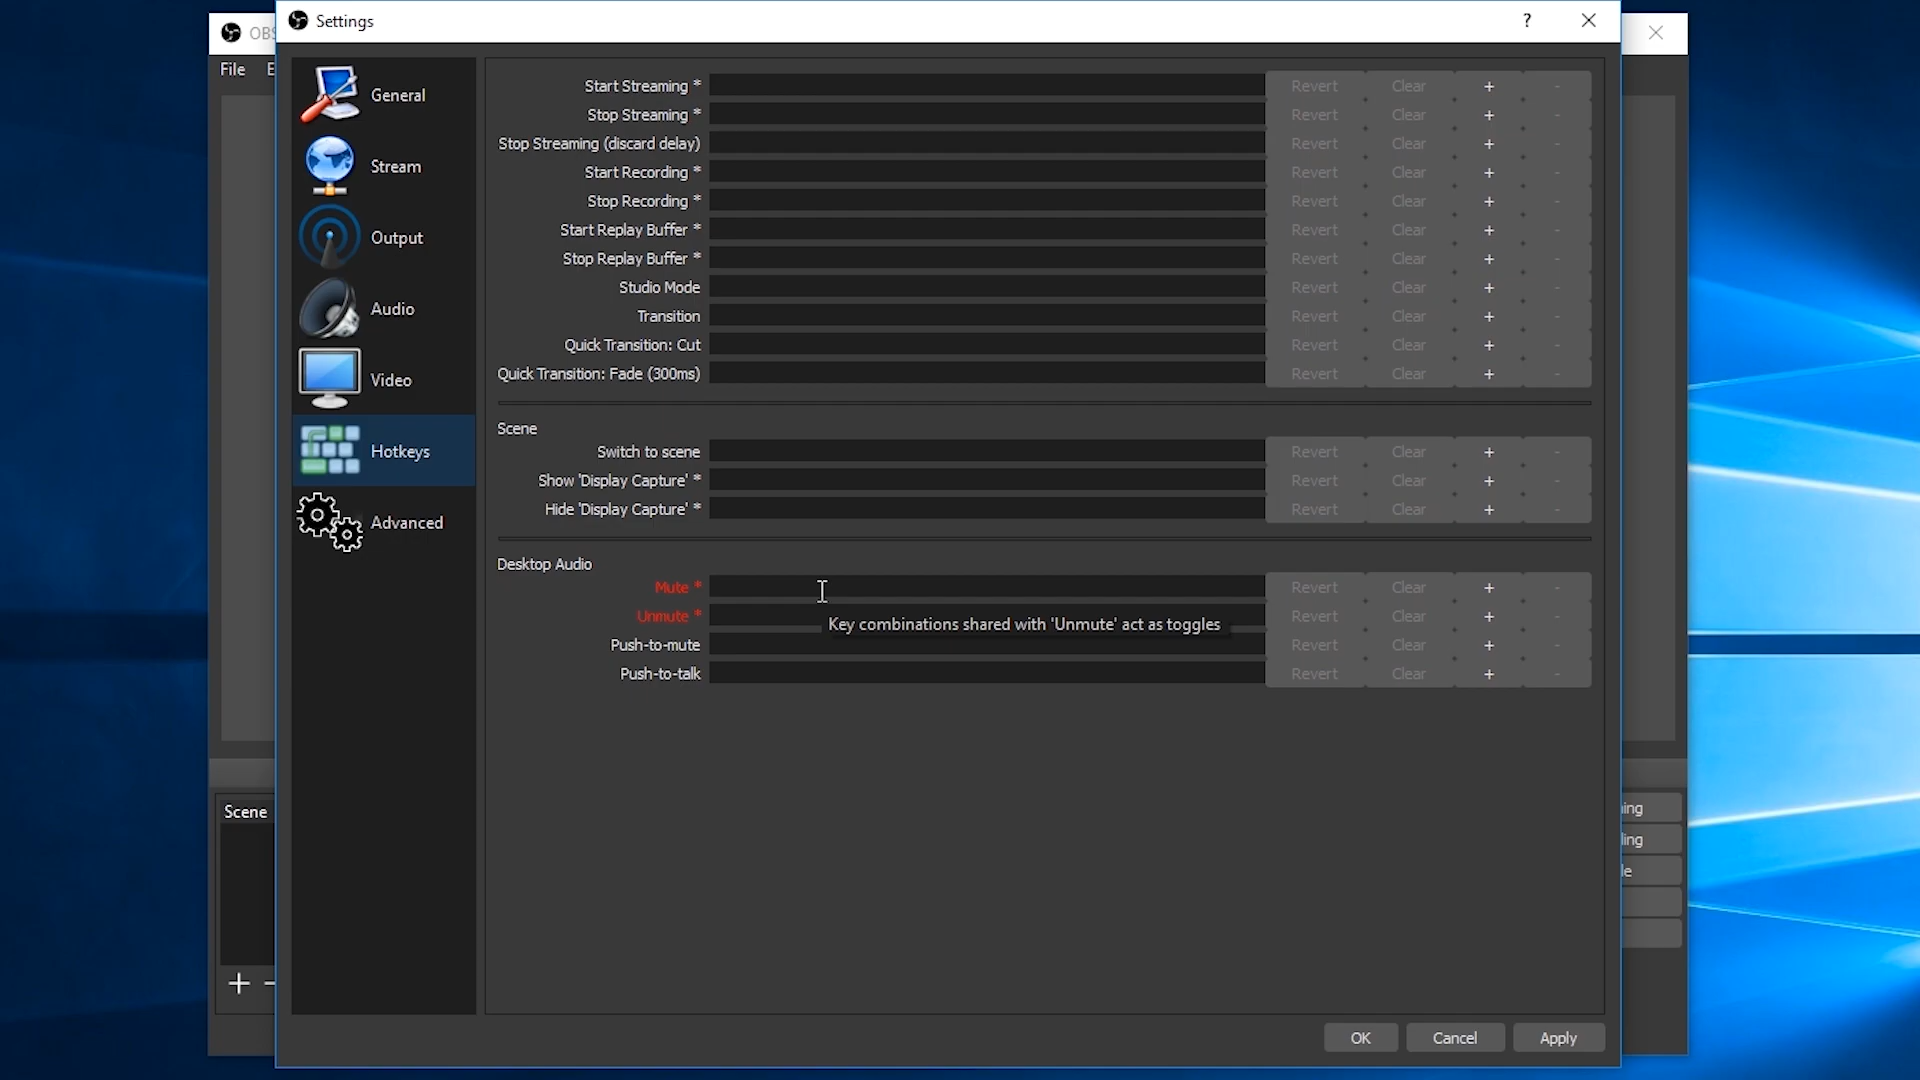 Settings
?
OBS
File E
General
Stream
Output
Audio
Video
Hotkeys
Advanced
Start Streaming * Revert Clear + -
Stop Streaming * Revert Clear + -
Stop Streaming (discard delay) Revert Clear + -
Start Recording * Revert Clear + -
Stop Recording * Revert Clear + -
Start Replay Buffer * Revert Clear + -
Stop Replay Buffer * Revert Clear + -
Studio Mode Revert Clear + -
Transition Revert Clear + -
Quick Transition: Cut Revert Clear + -
Quick Transition: Fade (300ms) Revert Clear + -
Scene
Switch to scene Revert Clear + -
Show 'Display Capture' * Revert Clear + -
Hide 'Display Capture' * Revert Clear + -
Desktop Audio
Mute * Revert Clear + -
Unmute * Revert Clear + -
Key combinations shared with 'Unmute' act as toggles
Push-to-mute Revert Clear + -
Push-to-talk Revert Clear + -
Scene
ing
ding
le
OK Cancel Apply